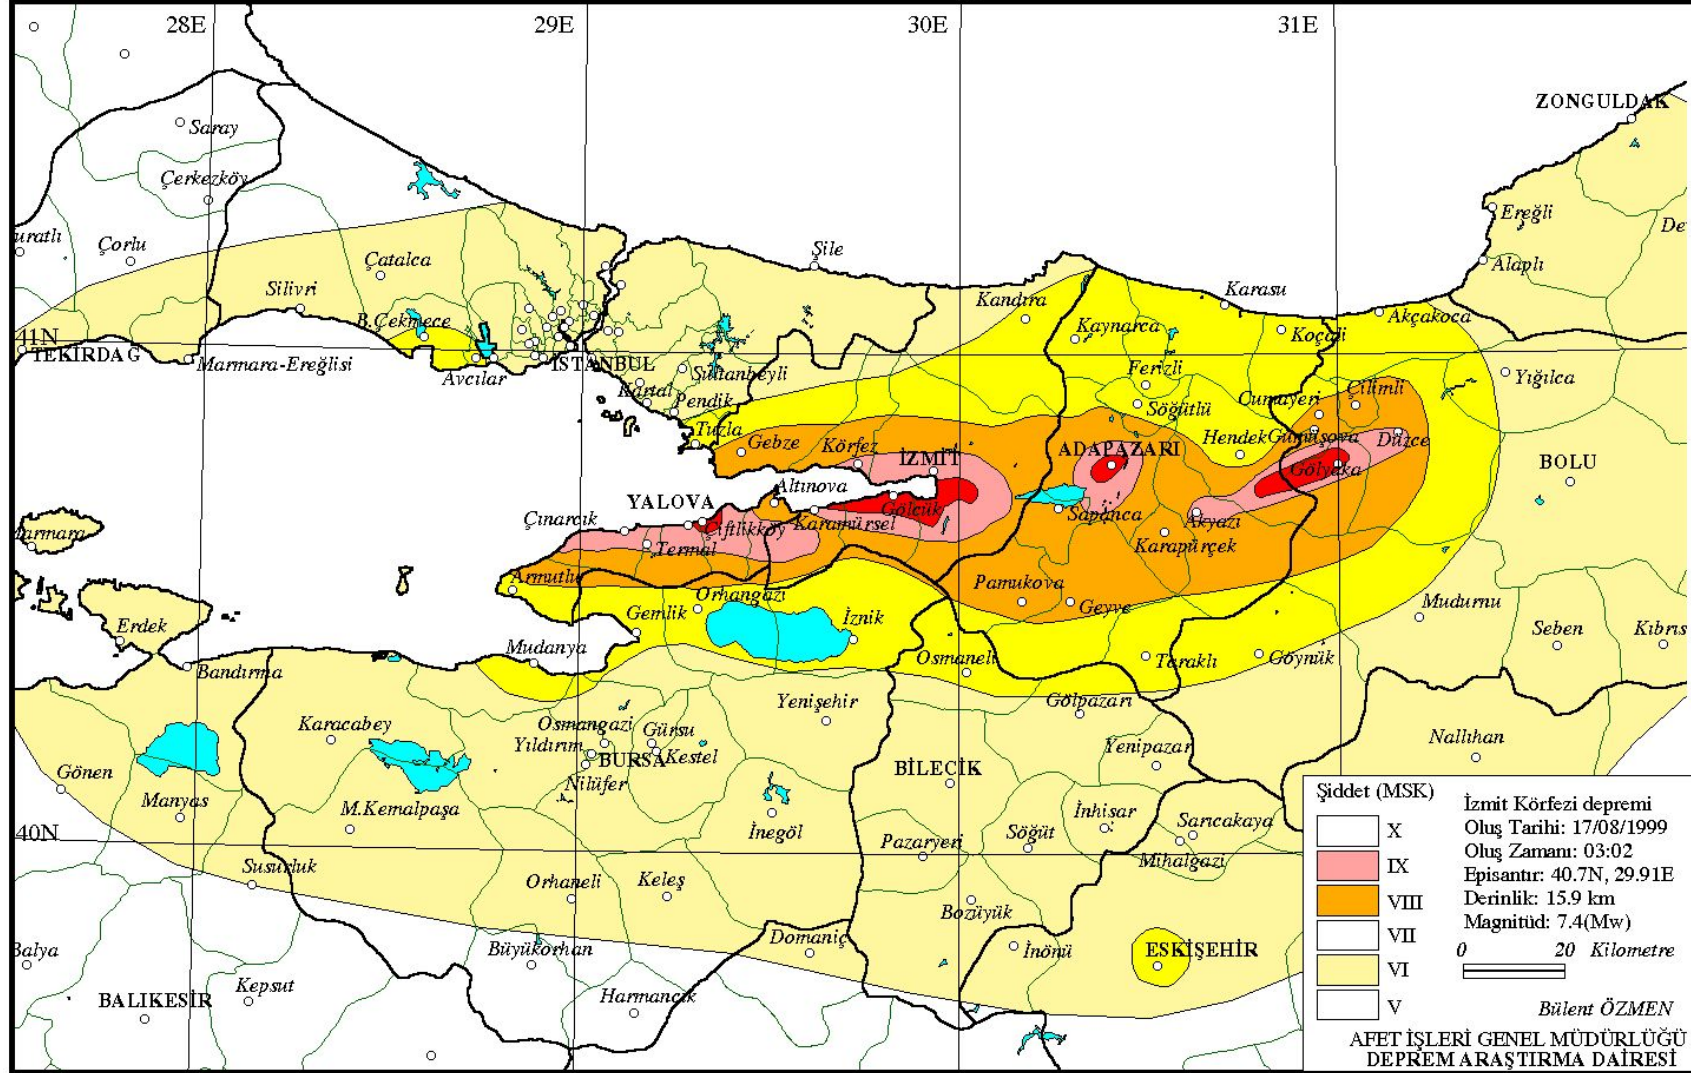 28E
29E
30E
31E
ZONGULDAK
Saray
Çerkezköy
Ereğli
uratlı
Çorlu
Şile
De
Çatalca
Alaplı
Silivri
Kandıra
Karasu
B.Çekmece
Kaynarca
Koçali
Akçakoca
41N
TEKİRDAG
Marmara-Ereğlisi
Avcılar
İSTANBUL
Sultanbeyli
Ferizli
Yığılca
Kartal
Pendik
Söğütlü
Cumayeri
Çilimli
Tuzla
Gebze
Körfez
İZMİT
ADAPAZARI
Hendek
Gümüşova
Düzce
BOLU
Gölyaka
YALOVA
Altınova
Çınarcık
Çiftlikköy
Karamürsel
Gölcük
Sapanca
Akyazı
Marmara
Termal
Karapürçek
Armutlu
Orhangazi
Pamukova
Geyve
Mudurnu
Erdek
Gemlik
İznik
Seben
Kıbrıs
Bandırma
Mudanya
Osmaneli
Taraklı
Göynük
Yenişehir
Gölpazarı
Karacabey
Osmangazi
Gürsu
Yıldırım
BURSA
Kestel
Yenipazar
Nallıhan
Gönen
Nilüfer
BİLECİK
Manyas
M.Kemalpaşa
İnegöl
İnhisar
Sarıcakaya
40N
Pazaryeri
Söğüt
Mihalgazi
Susurluk
Orhaneli
Keleş
Bozüyük
Balya
Büyükorhan
Domaniç
İnönü
ESKİŞEHİR
BALIKESİR
Kepsut
Harmancık
Şiddet (MSK)
X
IX
VIII
VII
VI
V
İzmit Körfezi depremi
Oluş Tarihi: 17/08/1999
Oluş Zamanı: 03:02
Episantır: 40.7N, 29.91E
Derinlik: 15.9 km
Magnitüd: 7.4(Mw)
0 20 Kilometre
Bülent ÖZMEN
AFET İŞLERİ GENEL MÜDÜRLÜĞÜ
DEPREM ARAŞTIRMA DAİRESİ